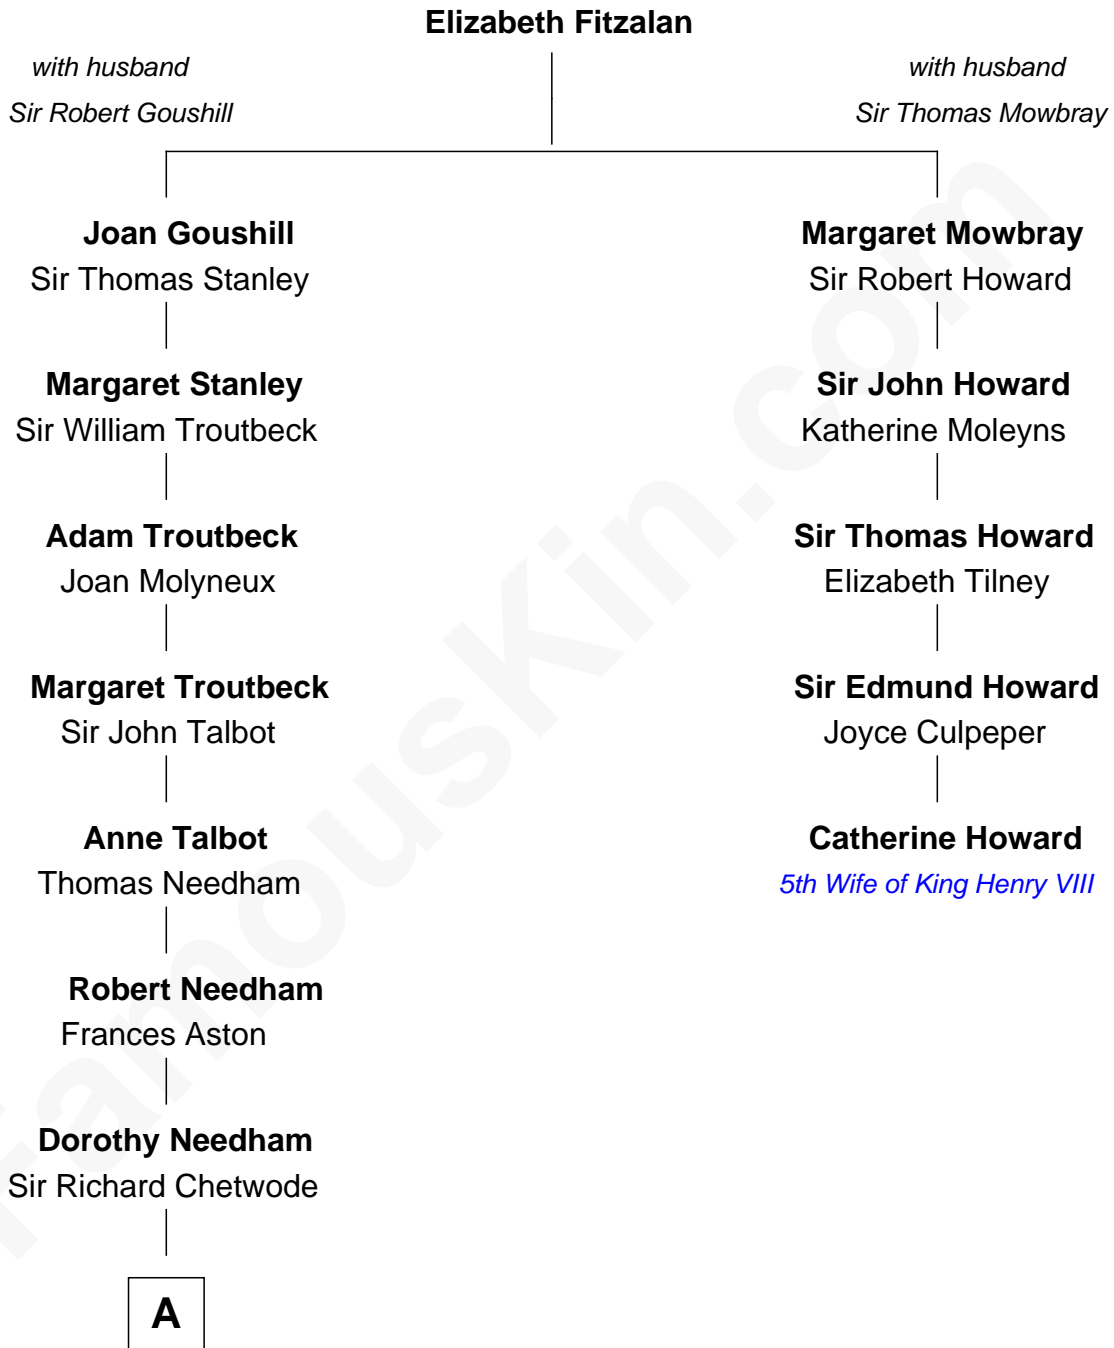 Elizabeth Fitzalan
with husband
Sir Robert Goushill
with husband
Sir Thomas Mowbray
Joan Goushill
Sir Thomas Stanley
Margaret Mowbray
Sir Robert Howard
Margaret Stanley
Sir William Troutbeck
Sir John Howard
Katherine Moleyns
Adam Troutbeck
Joan Molyneux
Sir Thomas Howard
Elizabeth Tilney
Margaret Troutbeck
Sir John Talbot
Sir Edmund Howard
Joyce Culpeper
Anne Talbot
Thomas Needham
Catherine Howard
5th Wife of King Henry VIII
Robert Needham
Frances Aston
Dorothy Needham
Sir Richard Chetwode
A
FamousKin.com